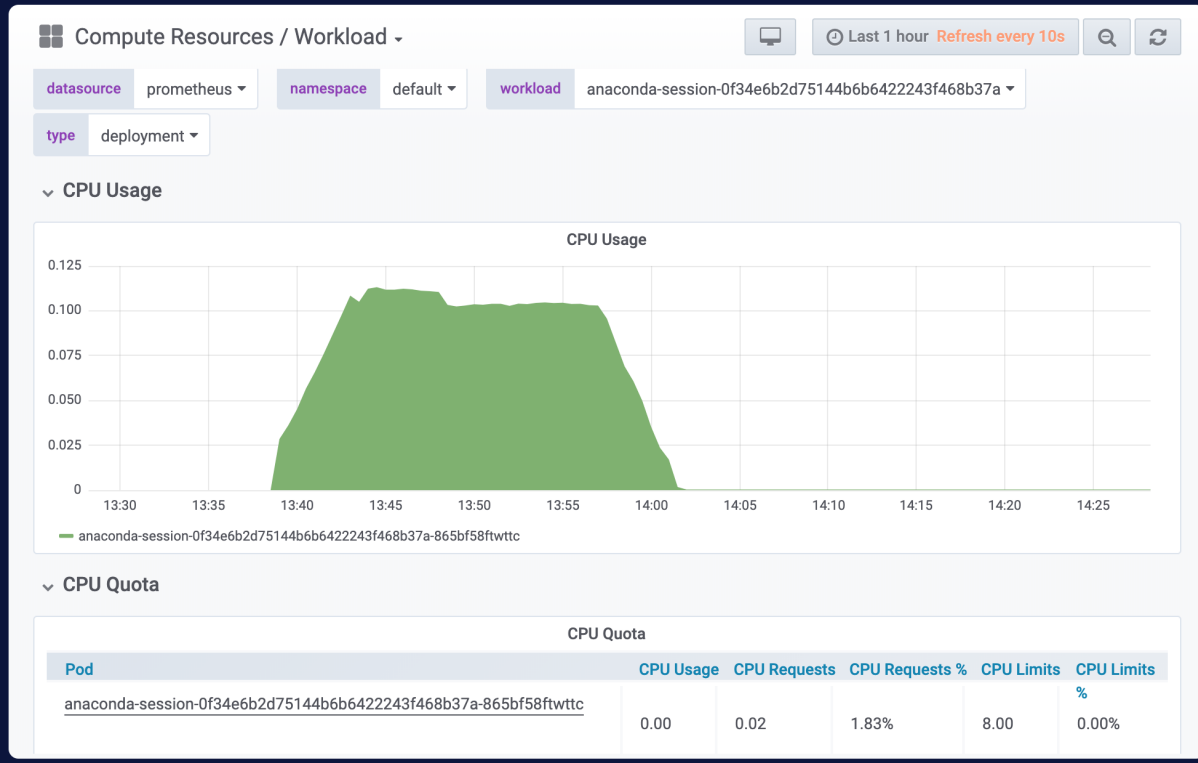 Compute Resources / Workload
Last 1 hour Refresh every 10s
datasource prometheus namespace default workload anaconda-session-0f34e6b2d75144b6b6422243f468b37a
type deployment
CPU Usage
CPU Usage
0.125
0.100
0.075
0.050
0.025
0
13:30 13:35 13:40 13:45 13:50 13:55 14:00 14:05 14:10 14:15 14:20 14:25
anaconda-session-0f34e6b2d75144b6b6422243f468b37a-865bf58ftwttc
CPU Quota
CPU Quota
Pod CPU Usage CPU Requests CPU Requests % CPU Limits CPU Limits
%
anaconda-session-0f34e6b2d75144b6b6422243f468b37a-865bf58ftwttc
0.00 0.02 1.83% 8.00 0.00%